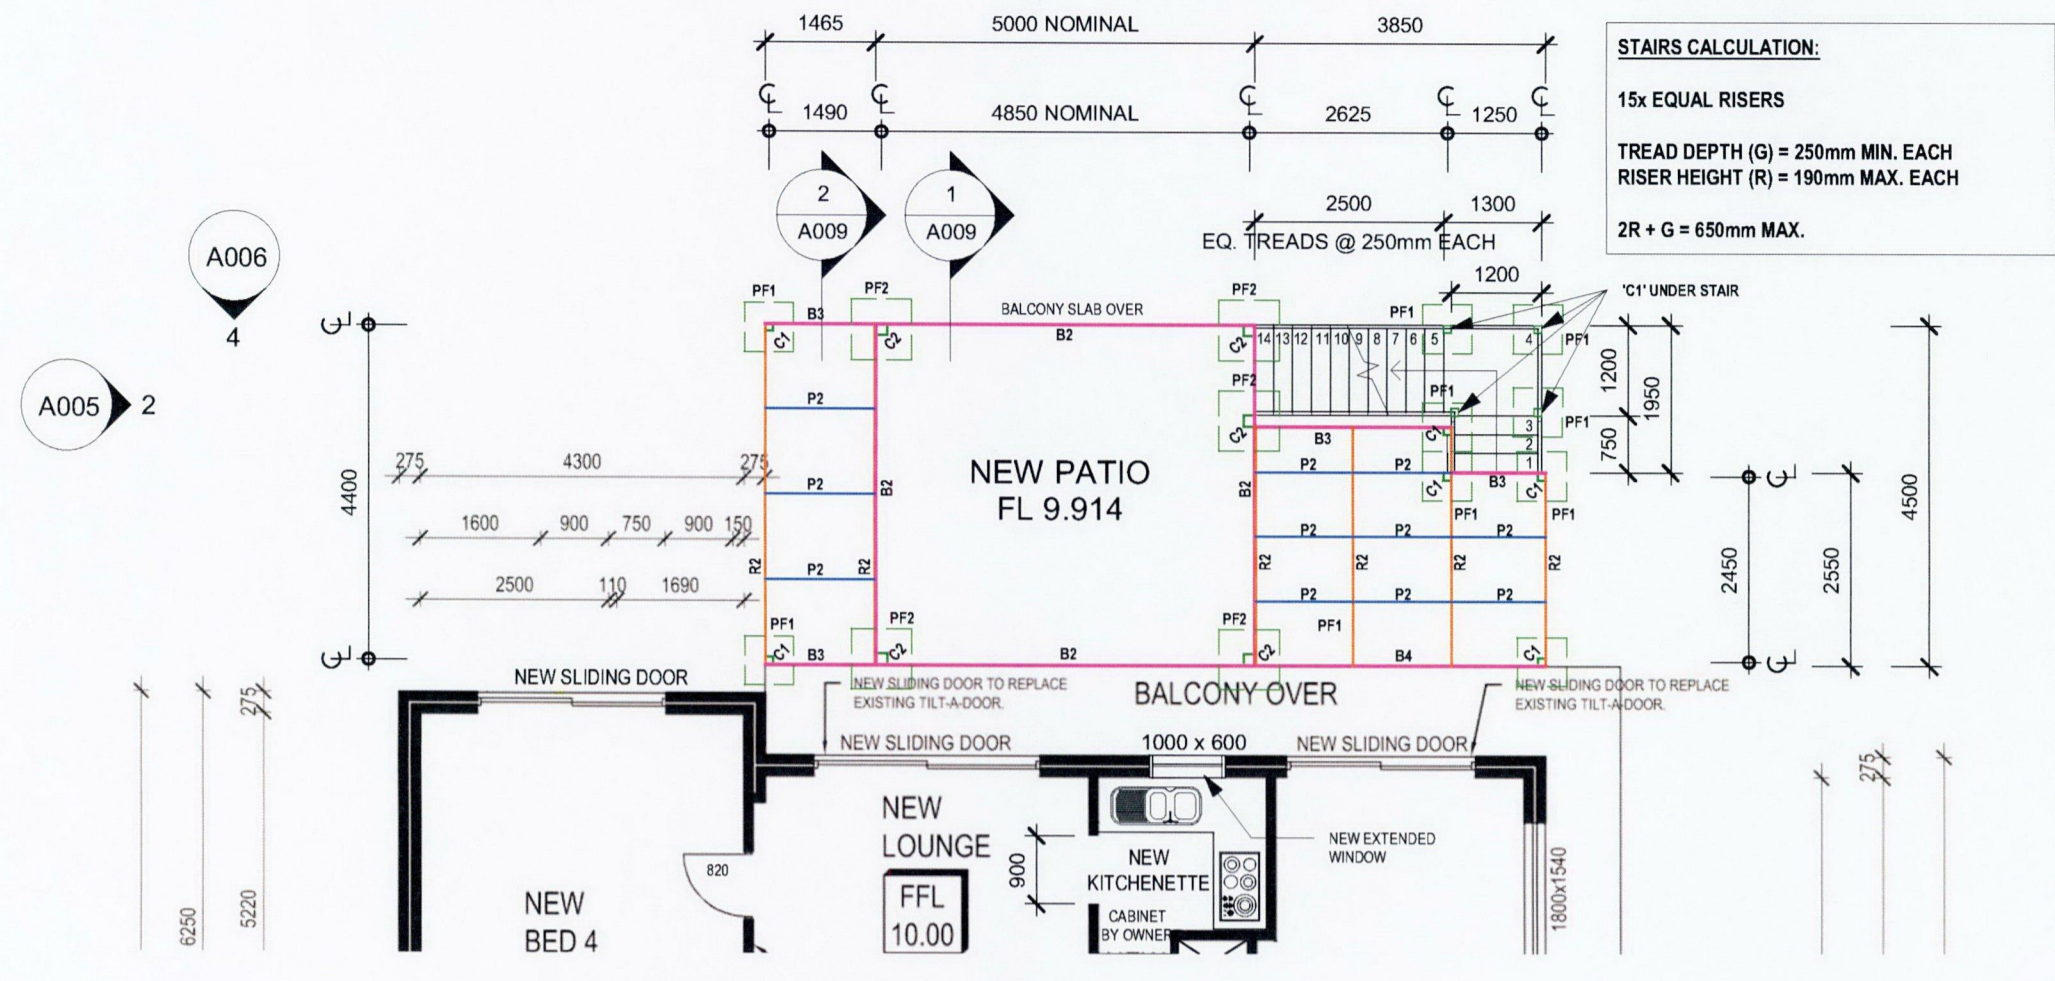 1465
5000 NOMINAL
3850
STAIRS CALCULATION:
15x EQUAL RISERS
TREAD DEPTH (G) = 250mm MIN. EACH
RISER HEIGHT (R) = 190mm MAX. EACH
2R + G = 650mm MAX.
1490
4850 NOMINAL
2625
1250
2
A009
1
A009
2500
1300
EQ. TREADS @ 250mm EACH
1200
'C1' UNDER STAIR
A006
4
A005
2
PF1
PF2
PF2
PF1
B3
BALCONY SLAB OVER
B2
C1
C2
C2
14 13 12 11 10 9 8 7 6 5
4
PF1
1200
1950
750
4400
P2
PF2
PF1
PF1
C2
B3
C1
3
2
1
275
4300
275
P2
B2
NEW PATIO
FL 9.914
B2
P2
P2
C1
B3
C1
PF1
PF1
4500
1600
900
750
900
150
P2
P2
P2
R2
R2
R2
R2
R2
R2
2450
2550
2500
110
1690
P2
P2
P2
P2
PF1
PF2
PF2
PF1
C1
B3
C2
B2
C2
B4
C1
NEW SLIDING DOOR
NEW SLIDING DOOR TO REPLACE
EXISTING TILT-A-DOOR.
BALCONY OVER
NEW SLIDING DOOR TO REPLACE
EXISTING TILT-A-DOOR.
275
NEW SLIDING DOOR
1000 x 600
NEW SLIDING DOOR
275
NEW
LOUNGE
FFL
10.00
900
NEW
KITCHENETTE
CABINET
BY OWNER
NEW EXTENDED
WINDOW
1800x1540
820
NEW
BED 4
6250
5220